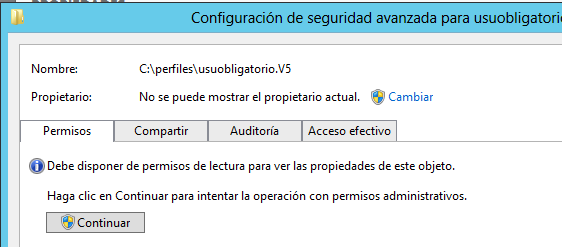 Configuración de seguridad avanzada para usuobligatorio
Nombre: C:\perfiles\usuobligatorio.V5
Propietario: No se puede mostrar el propietario actual. Cambiar
Permisos Compartir Auditoría Acceso efectivo
Debe disponer de permisos de lectura para ver las propiedades de este objeto.
Haga clic en Continuar para intentar la operación con permisos administrativos.
Continuar